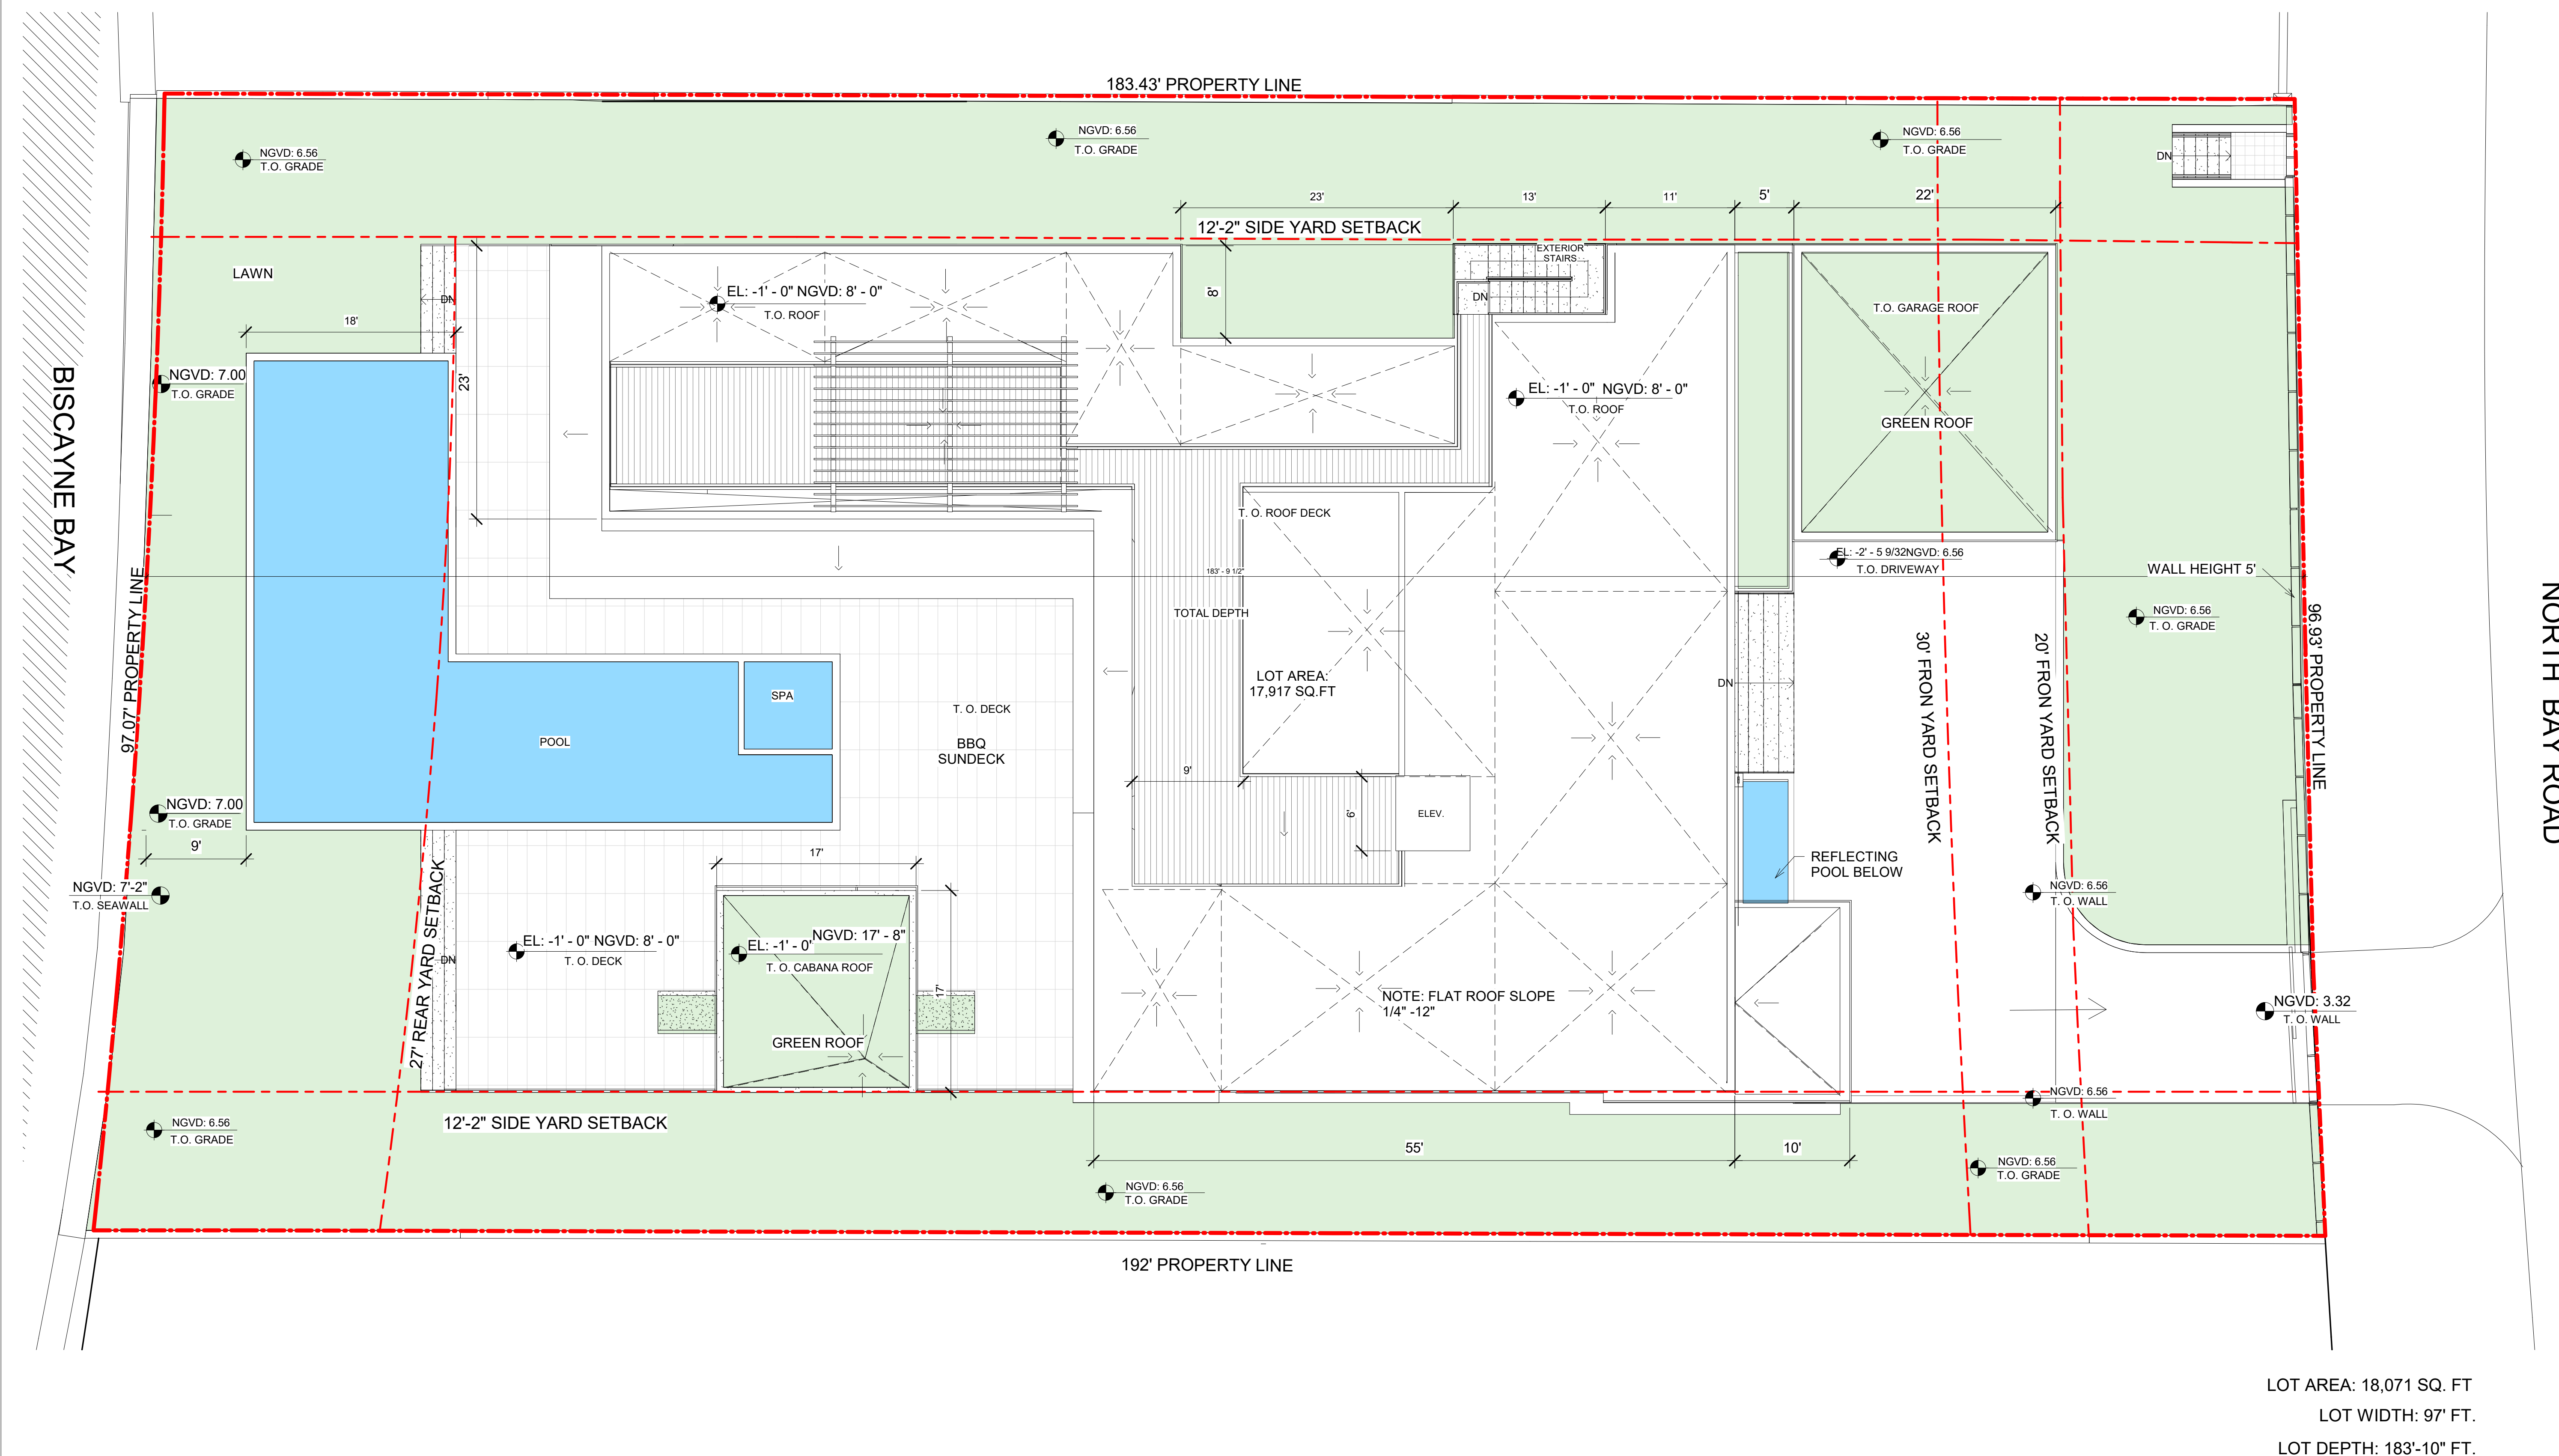 183.43' PROPERTY LINE
NGVD: 6.56
T.O. GRADE
NGVD: 6.56
T.O. GRADE
NGVD: 6.56
T.O. GRADE
DN
23'
13'
11'
5'
22'
12'-2" SIDE YARD SETBACK
EXTERIOR
STAIRS
LAWN
DN
DN
8'
EL: -1' - 0" NGVD: 8' - 0"
T.O. ROOF
T.O. GARAGE ROOF
18'
BISCAYNE BAY
NGVD: 7.00
T.O. GRADE
23'
EL: -1' - 0" NGVD: 8' - 0"
T.O. ROOF
GREEN ROOF
T. O. ROOF DECK
EL: -2' - 5 9/32NGVD: 6.56
T.O. DRIVEWAY
183' - 9 1/2"
TOTAL DEPTH
WALL HEIGHT 5'
NGVD: 6.56
T. O. GRADE
97.07' PROPERTY LINE
96.93' PROPERTY LINE
NORTH BAY ROAD
30' FRON YARD SETBACK
20' FRON YARD SETBACK
LOT AREA:
17,917 SQ.FT
DN
SPA
T. O. DECK
POOL
BBQ
SUNDECK
9'
6'
ELEV.
NGVD: 7.00
T.O. GRADE
9'
17'
REFLECTING
POOL BELOW
NGVD: 7'-2"
T.O. SEAWALL
NGVD: 6.56
T. O. WALL
27' REAR YARD SETBACK
DN
EL: -1' - 0" NGVD: 8' - 0"
T. O. DECK
EL: -1' - 0' NGVD: 17' - 8"
T. O. CABANA ROOF
17'
GREEN ROOF
NOTE: FLAT ROOF SLOPE
1/4" -12"
NGVD: 3.32
T. O. WALL
NGVD: 6.56
T. O. WALL
12'-2" SIDE YARD SETBACK
NGVD: 6.56
T.O. GRADE
55'
10'
NGVD: 6.56
T.O. GRADE
NGVD: 6.56
T.O. GRADE
192' PROPERTY LINE
LOT AREA: 18,071 SQ. FT
LOT WIDTH: 97' FT.
LOT DEPTH: 183'-10" FT.